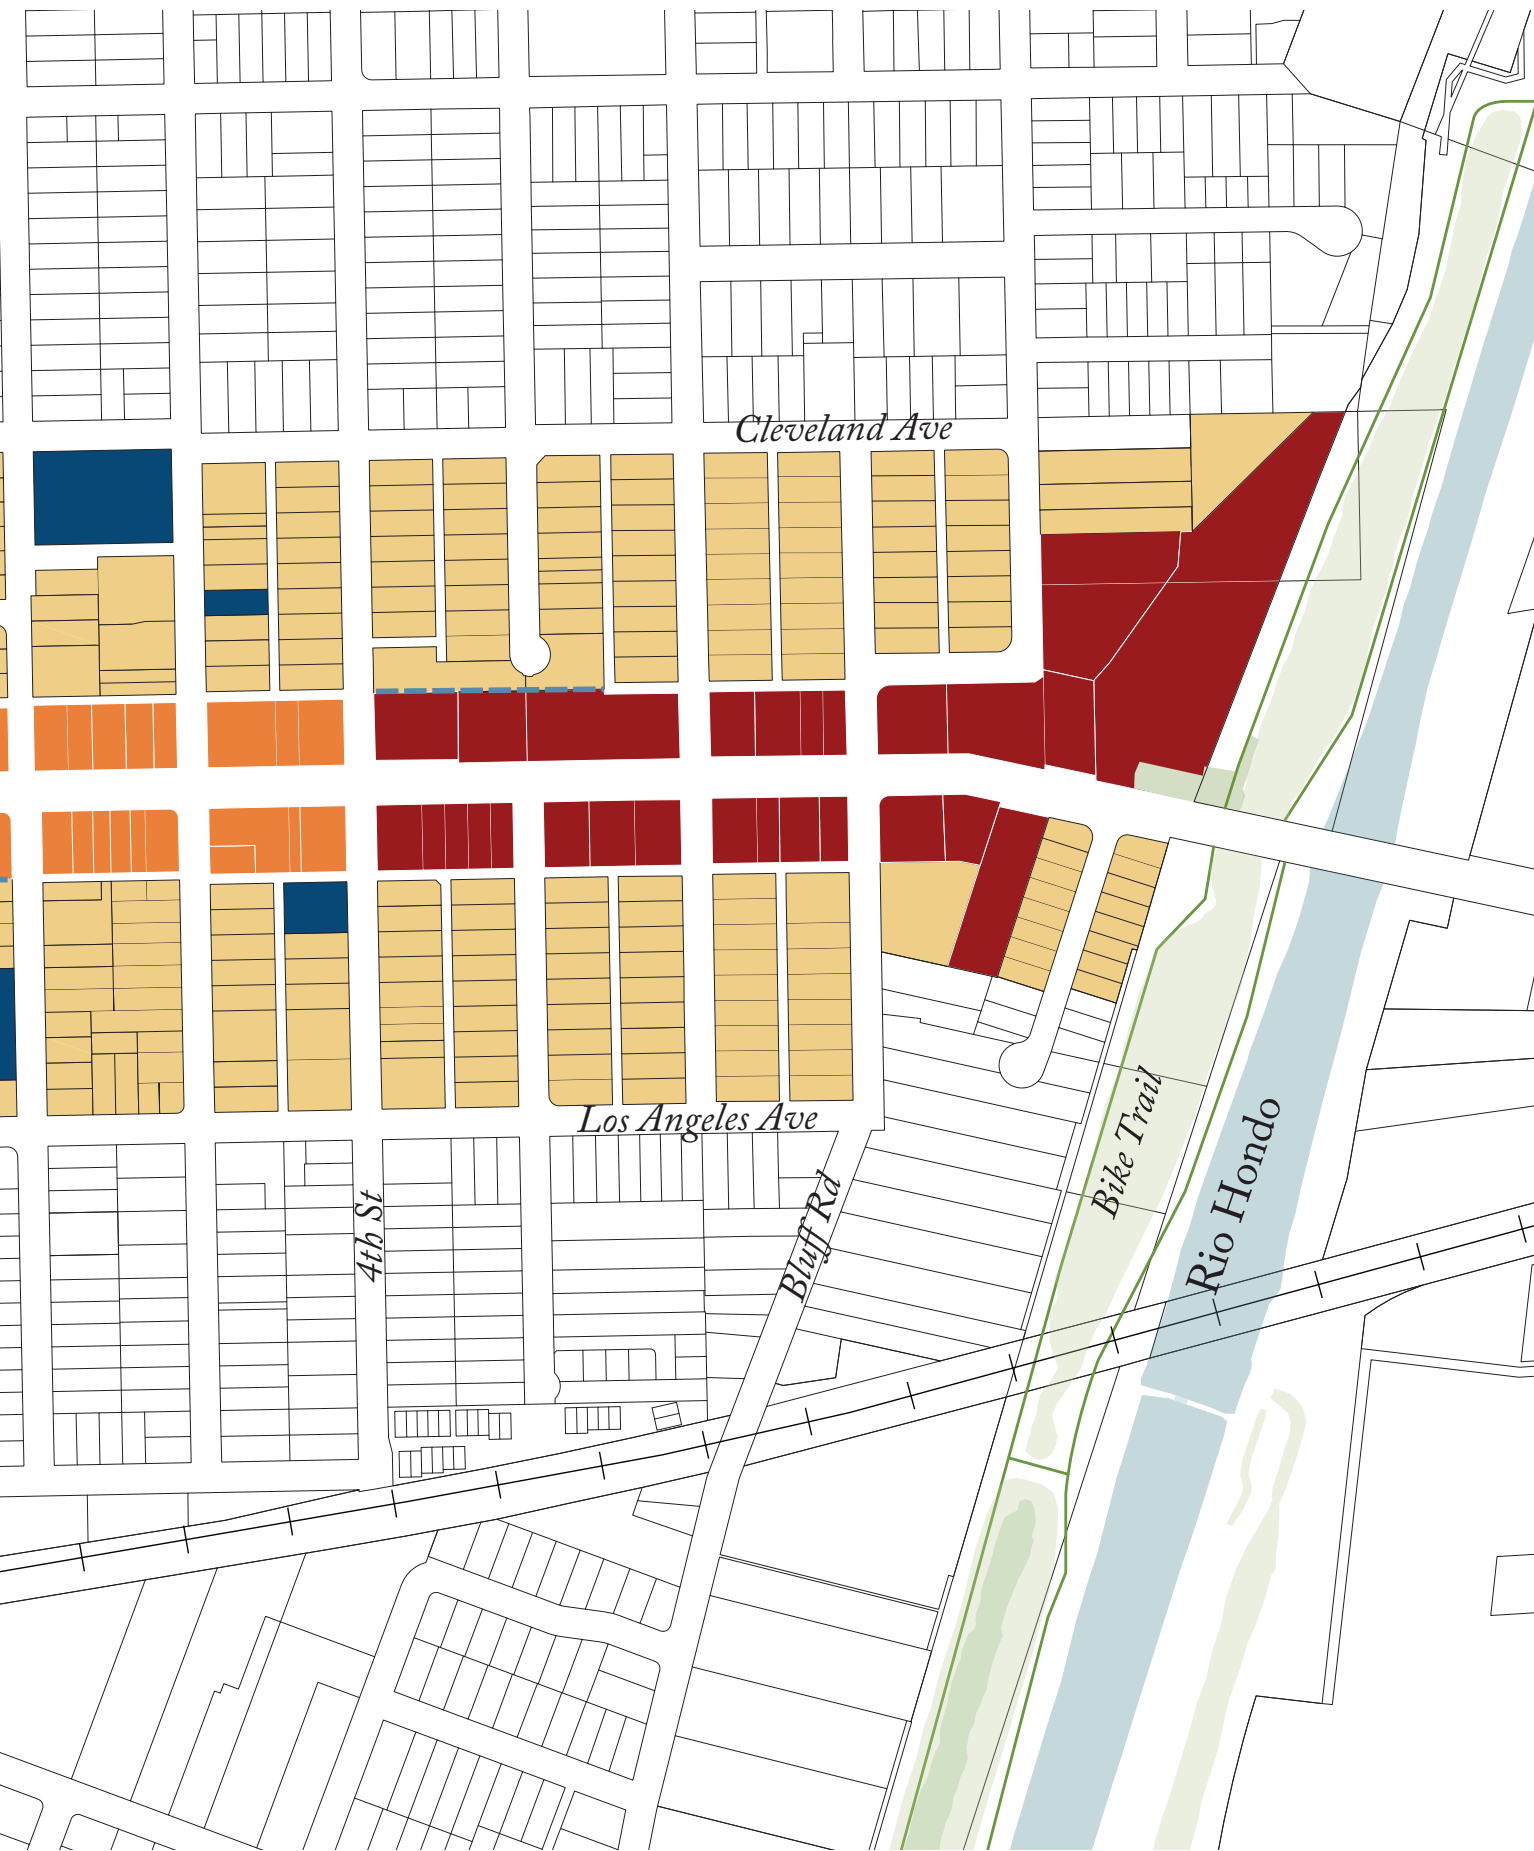 Cleveland Ave
Los Angeles Ave
4th St
Bluff Rd
Bike Trail
Rio Hondo